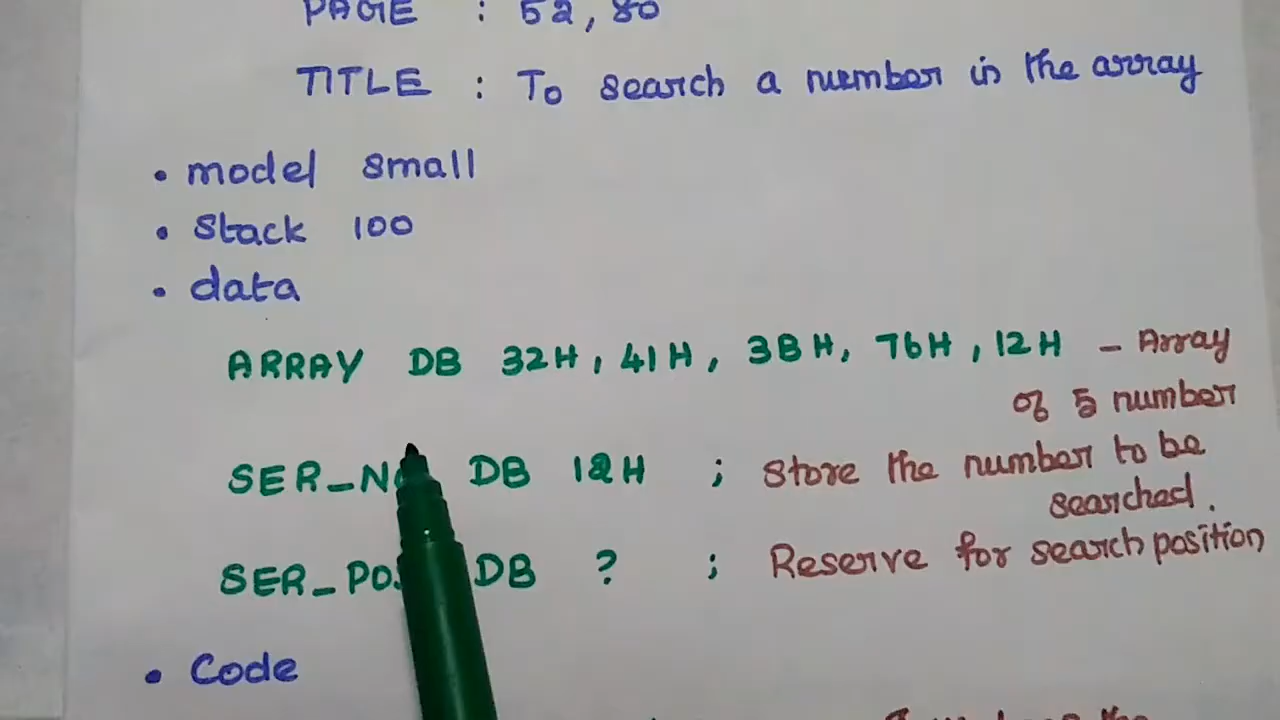 PAGE : 52, 80
TITLE : To search a number in the array
. model small
. Stack 100
. data
ARRAY DB 32H, 41H, 3BH, 76H, 12H - Array
of 5 number
SER_NO DB 12H ; Store the number to be
searched.
SER_POS DB ? ; Reserve for search position
. Code